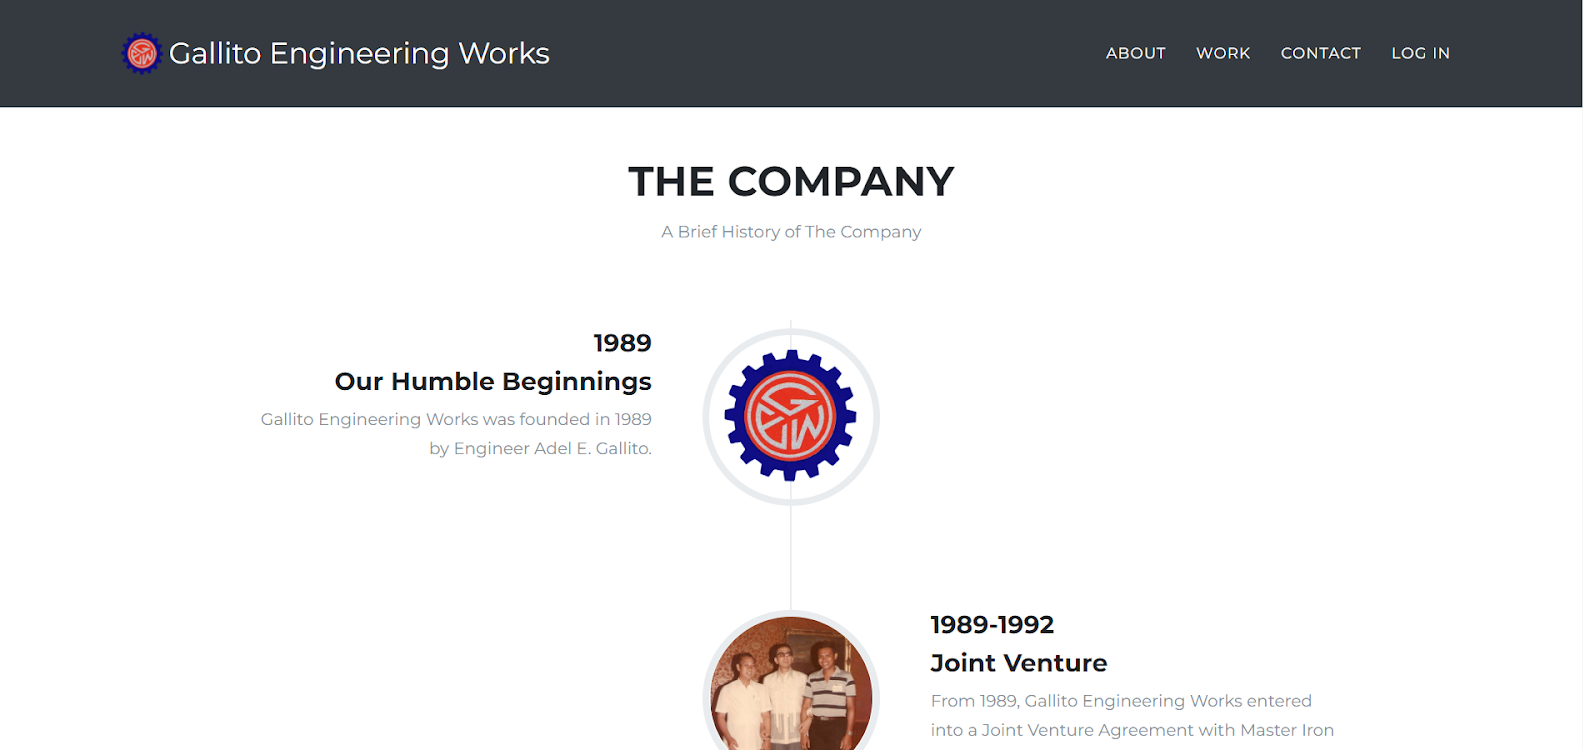 Gallito Engineering Works
ABOUT WORK CONTACT LOG IN
THE COMPANY
A Brief History of The Company
1989
Our Humble Beginnings
Gallito Engineering Works was founded in 1989
by Engineer Adel E. Gallito.
GEW
1989-1992
Joint Venture
From 1989, Gallito Engineering Works entered
into a Joint Venture Agreement with Master Iron